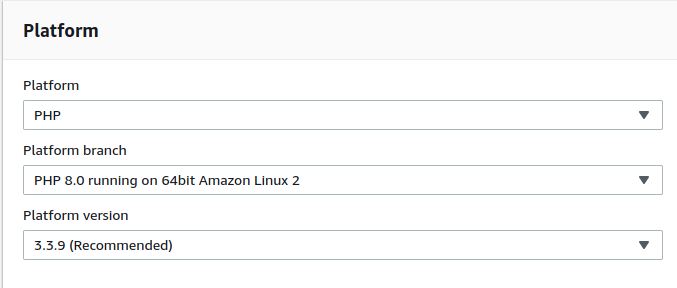 Platform
Platform
PHP
Platform branch
PHP 8.0 running on 64bit Amazon Linux 2
Platform version
3.3.9 (Recommended)